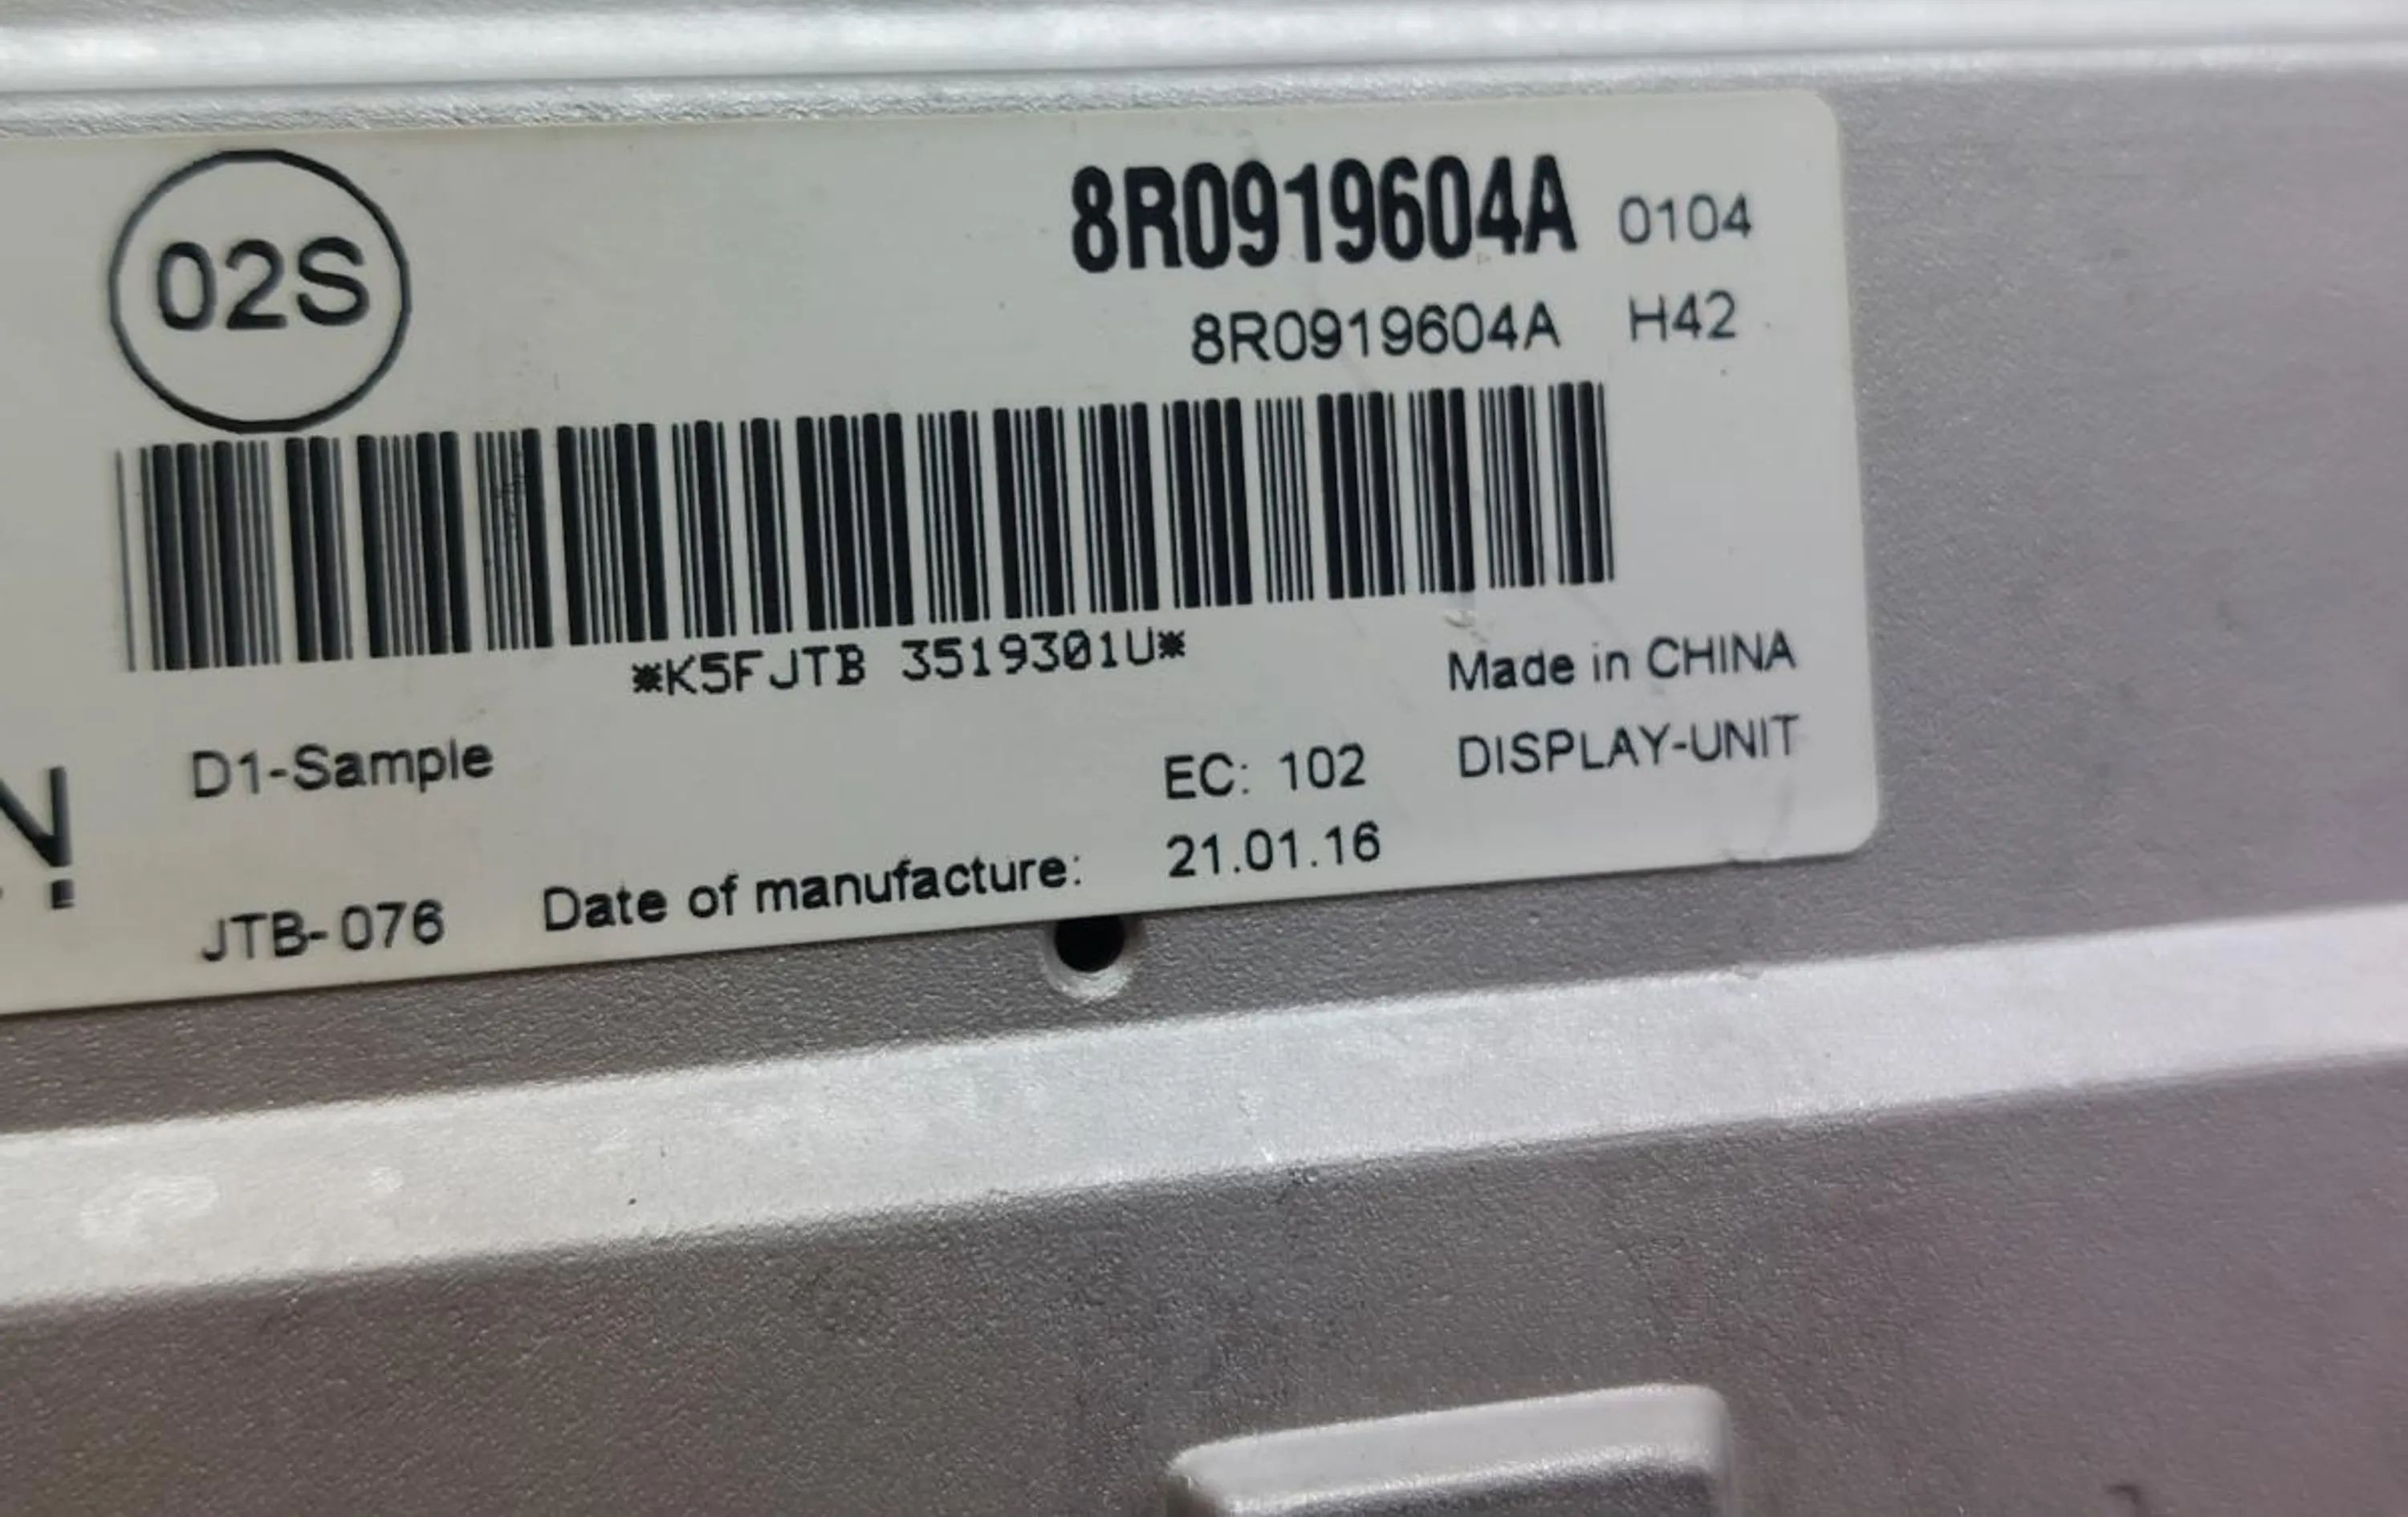 02S
8R0919604A 0104
8R0919604A H42
*K5FJTB 3519301U*
Made in CHINA
D1-Sample
EC: 102 DISPLAY-UNIT
JTB-076 Date of manufacture: 21.01.16